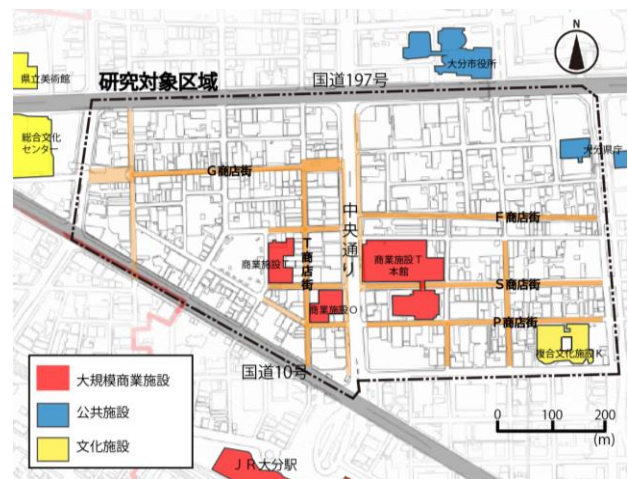 N
県立美術館
研究対象区域
国道197号
大分市役所
総合文化
センター
大分県庁
G商店街
中央通り
F商店街
T商店街
商業施設T
本館
S商店街
商業施設O
P商店街
複合文化施設K
国道10号
大規模商業施設
公共施設
文化施設
0 100 200
(m)
JR大分駅